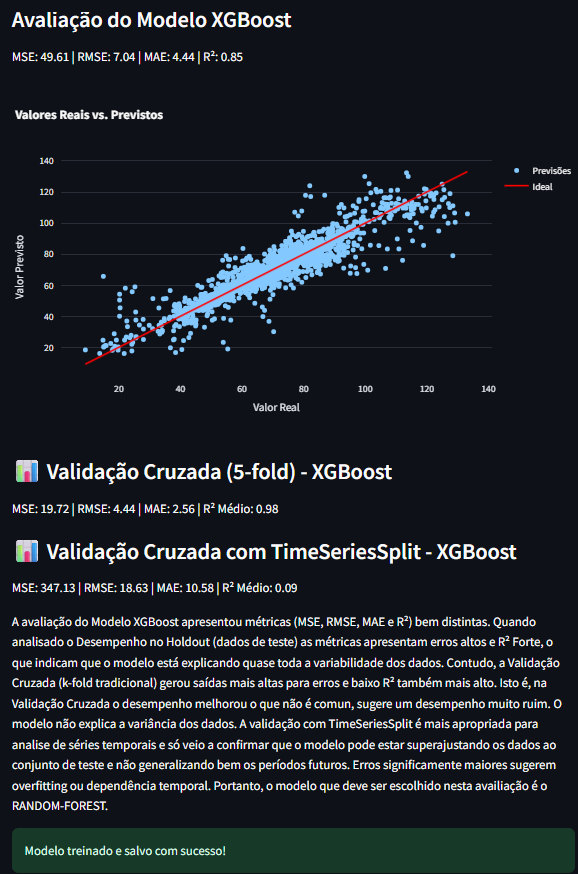 Avaliação do Modelo XGBoost
MSE: 49.61 | RMSE: 7.04 | MAE: 4.44 | R²: 0.85
Valores Reais vs. Previstos
140
120
100
80
60
40
20
Valor Previsto
20 40 60 80 100 120 140
Valor Real
Previsões
Ideal
Validação Cruzada (5-fold) - XGBoost
MSE: 19.72 | RMSE: 4.44 | MAE: 2.56 | R² Médio: 0.98
Validação Cruzada com TimeSeriesSplit - XGBoost
MSE: 347.13 | RMSE: 18.63 | MAE: 10.58 | R² Médio: 0.09
A avaliação do Modelo XGBoost apresentou métricas (MSE, RMSE, MAE e R²) bem distintas. Quando
analisado o Desempenho no Holdout (dados de teste) as métricas apresentam erros altos e R² Forte, o
que indicam que o modelo está explicando quase toda a variabilidade dos dados. Contudo, a Validação
Cruzada (k-fold tradicional) gerou saídas mais altas para erros e baixo R² também mais alto. Isto é, na
Validação Cruzada o desempenho melhorou o que não é comun, sugere um desempenho muito ruim. O
modelo não explica a variância dos dados. A validação com TimeSeriesSplit é mais apropriada para
analise de séries temporais e só veio a confirmar que o modelo pode estar superajustando os dados ao
conjunto de teste e não generalizando bem os períodos futuros. Erros significamente maiores sugerem
overfitting ou dependência temporal. Portanto, o modelo que deve ser escolhido nesta availiação é o
RANDOM-FOREST.
Modelo treinado e salvo com sucesso!